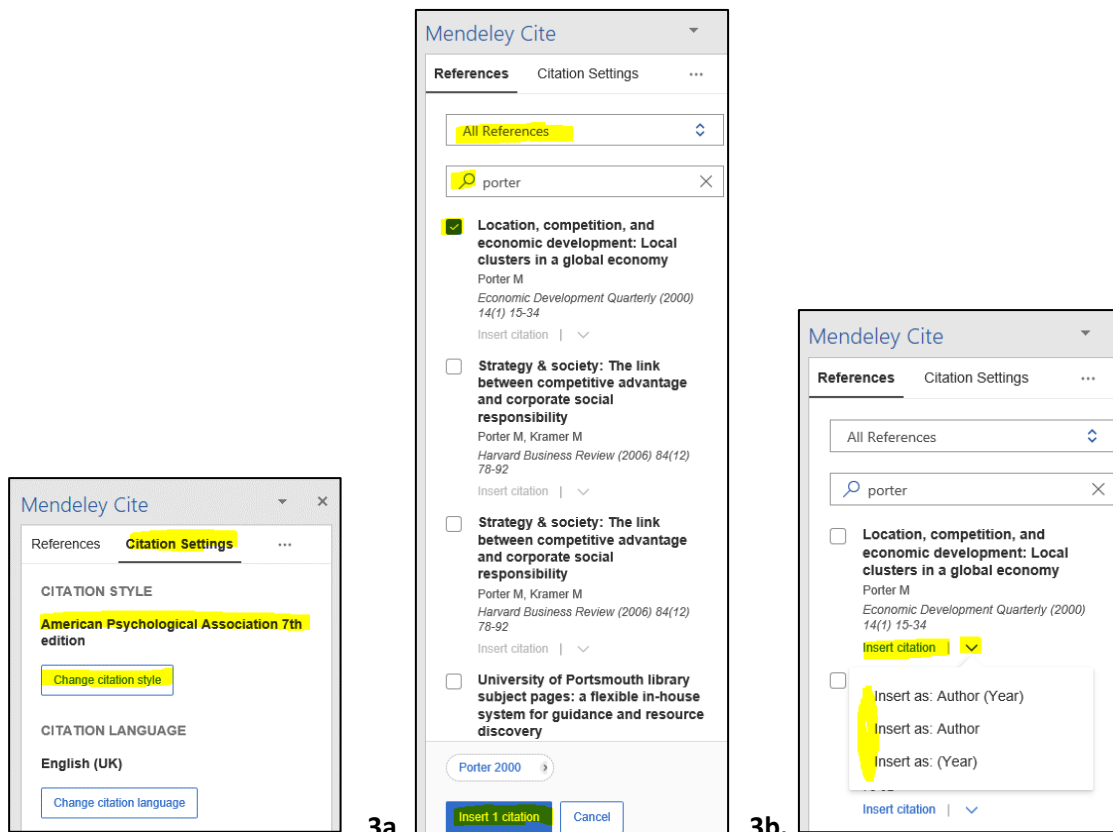 Mendeley Cite
References Citation Settings ...
CITATION STYLE
American Psychological Association 7th
edition
Change citation style
CITATION LANGUAGE
English (UK)
Change citation language
3a
Mendeley Cite
References Citation Settings ...
All References
porter
Location, competition, and
economic development: Local
clusters in a global economy
Porter M
Economic Development Quarterly (2000)
14(1) 15-34
Insert citation |
Strategy & society: The link
between competitive advantage
and corporate social
responsibility
Porter M, Kramer M
Harvard Business Review (2006) 84(12)
78-92
Insert citation |
Strategy & society: The link
between competitive advantage
and corporate social
responsibility
Porter M, Kramer M
Harvard Business Review (2006) 84(12)
78-92
Insert citation |
University of Portsmouth library
subject pages: a flexible in-house
system for guidance and resource
discovery
Porter 2000
Insert 1 citation Cancel
3b.
Mendeley Cite
References Citation Settings ...
All References
porter
Location, competition, and
economic development: Local
clusters in a global economy
Porter M
Economic Development Quarterly (2000)
14(1) 15-34
Insert citation |
Insert as: Author (Year)
Insert as: Author
Insert as: (Year)
Insert citation |